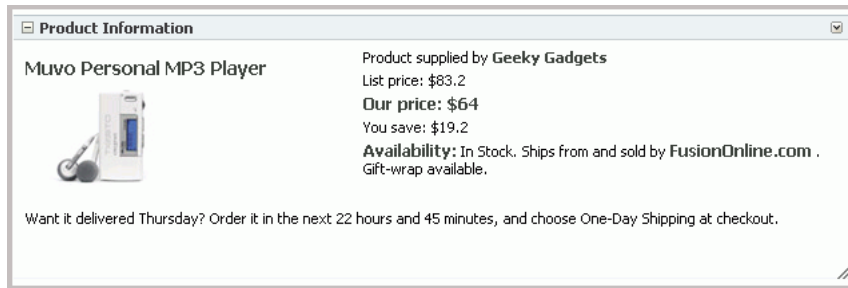 Product Information
Muvo Personal MP3 Player
Product supplied by Geeky Gadgets
List price: $83.2
Our price: $64
You save: $19.2
Availability: In Stock. Ships from and sold by FusionOnline.com .
Gift-wrap available.
Want it delivered Thursday? Order it in the next 22 hours and 45 minutes, and choose One-Day Shipping at checkout.